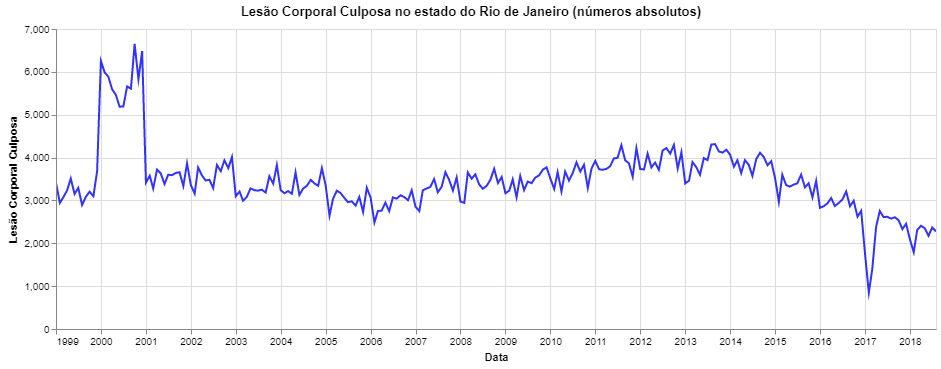 Lesão Corporal Culposa no estado do Rio de Janeiro (números absolutos)
7,000
6,000
5,000
4,000
3,000
2,000
1,000
0
Lesão Corporal Culposa
1999 2000 2001 2002 2003 2004 2005 2006 2007 2008 2009 2010 2011 2012 2013 2014 2015 2016 2017 2018
Data